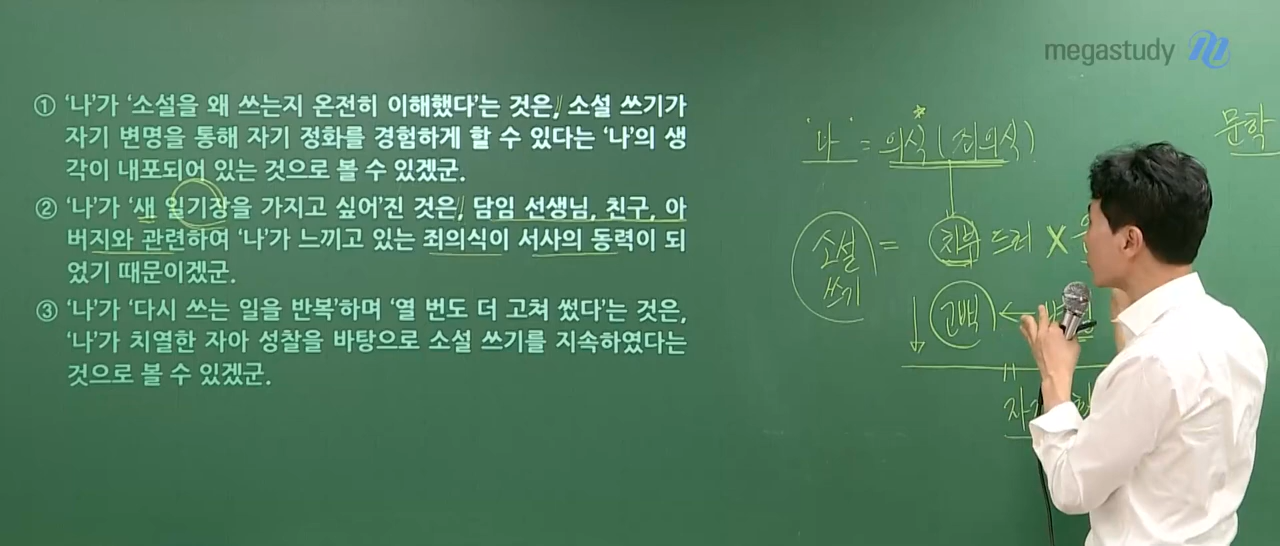 megastudy
① ‘나’가 ‘소설을 왜 쓰는지 온전히 이해했다’는 것은, 소설 쓰기가
자기 변명을 통해 자기 정화를 경험하게 할 수 있다는 ‘나’의 생
각이 내포되어 있는 것으로 볼 수 있겠군.
② ‘나’가 ‘새 일기장을 가지고 싶어’진 것은, 담임 선생님, 친구, 아
버지와 관련하여 ‘나’가 느끼고 있는 죄의식이 서사의 동력이 되
었기 때문이겠군.
③ ‘나’가 ‘다시 쓰는 일을 반복’하며 ‘열 번도 더 고쳐 썼다’는 것은,
‘나’가 치열한 자아 성찰을 바탕으로 소설 쓰기를 지속하였다는
것으로 볼 수 있겠군.
‘나’ = 의식(죄의식)
소설 쓰기 = 치부 드러 X
고백 ←
문학